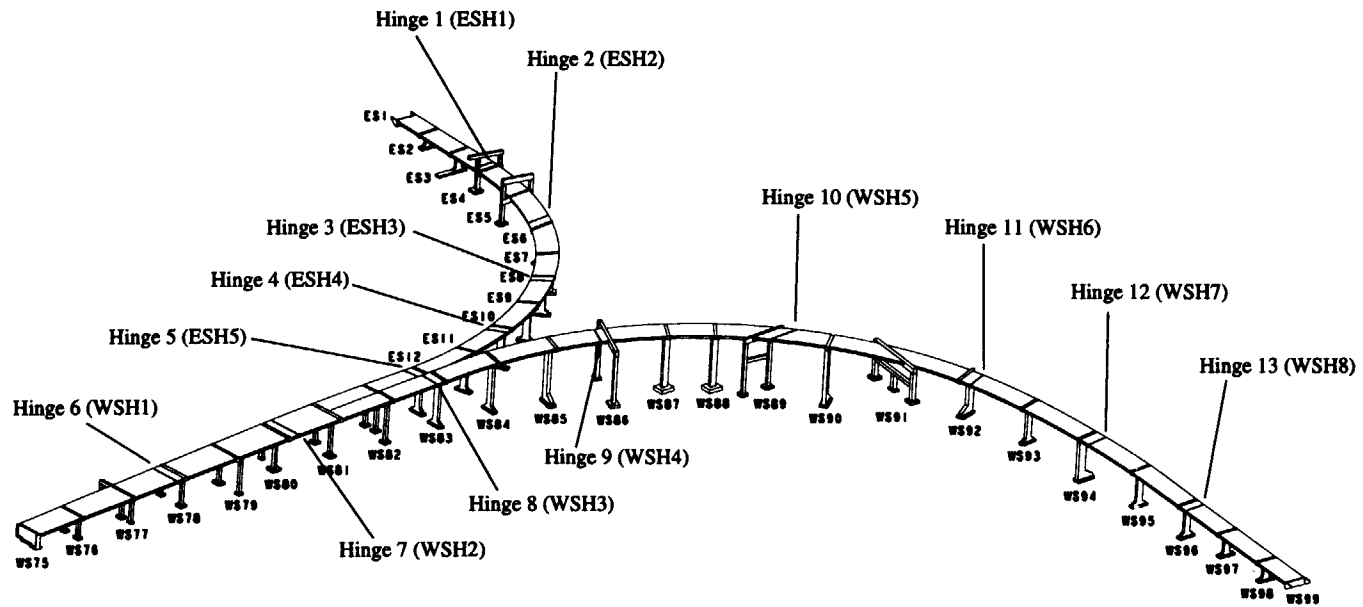 Hinge 1 (ESH1)
Hinge 2 (ESH2)
ES1
ES2
ES3
ES4
ES5
ES6
Hinge 3 (ESH3)
ES7
ES8
Hinge 4 (ESH4)
ES9
ES10
Hinge 5 (ESH5)
ES11
ES12
Hinge 10 (WSH5)
Hinge 11 (WSH6)
Hinge 12 (WSH7)
Hinge 13 (WSH8)
Hinge 6 (WSH1)
Hinge 9 (WSH4)
Hinge 8 (WSH3)
Hinge 7 (WSH2)
WS75
WS76
WS77
WS78
WS79
WS80
WS81
WS82
WS83
WS84
WS85
WS86
WS87
WS88
WS89
WS90
WS91
WS92
WS93
WS94
WS95
WS96
WS97
WS98
WS99